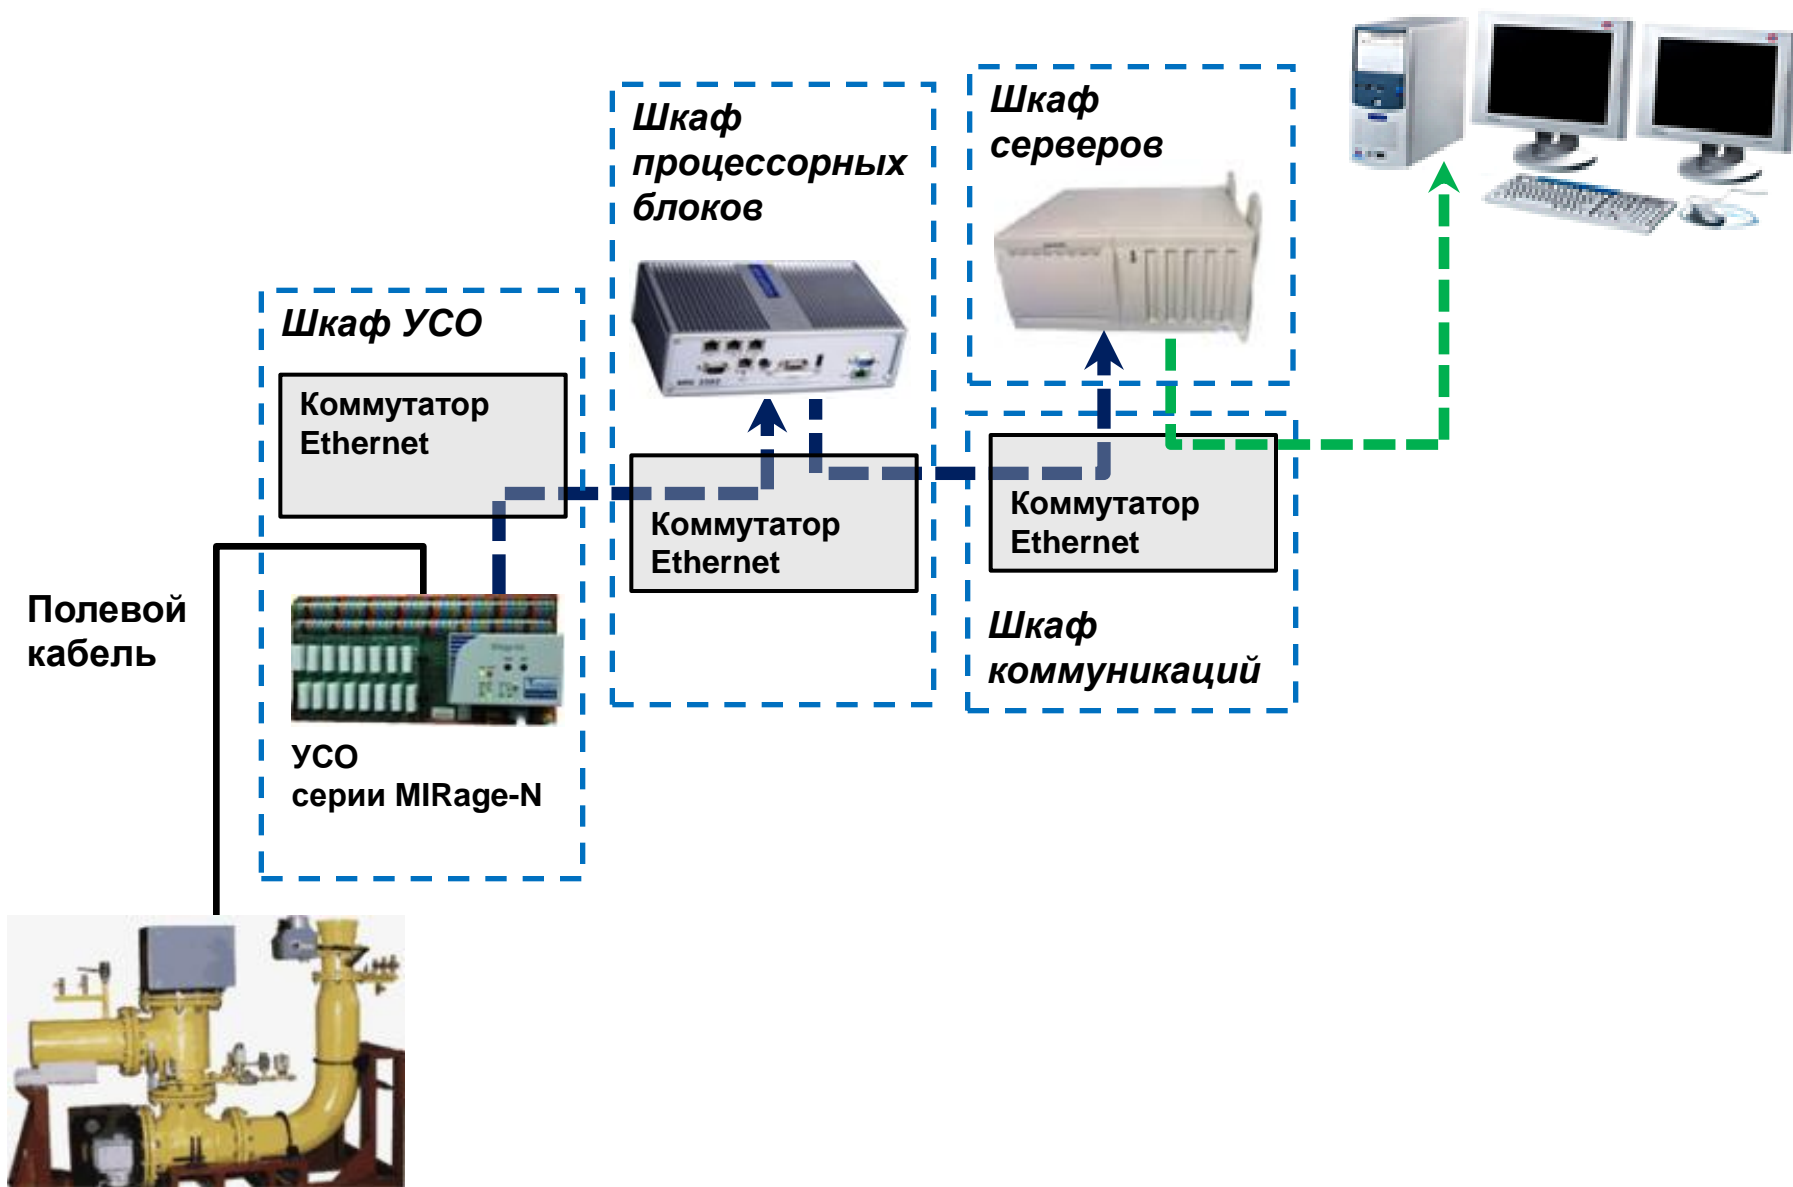 Шкаф
серверов
Шкаф
процессорных
блоков
Шкаф УСО
Коммутатор
Ethernet
Коммутатор
Ethernet
Коммутатор
Ethernet
Полевой
кабель
Шкаф
коммуникаций
УСО
серии MIRage-N